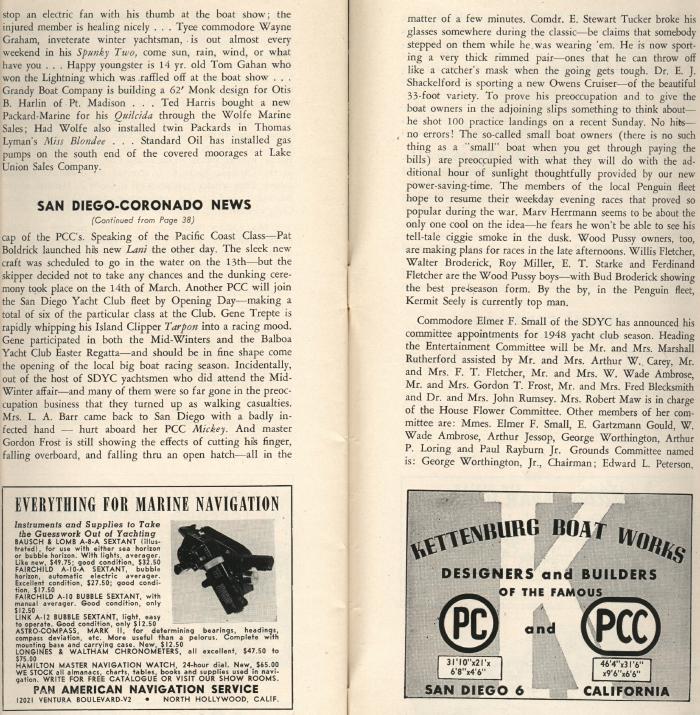 stop an electric fan with his thumb at the boat show; the
injured member is healing nicely . . . Tyee commodore Wayne
Graham, inveterate winter yachtsman, is out almost every
weekend in his Spunky Two, come sun, rain, wind, or what
have you . . . Happy youngster is 14 yr. old Tom Gahan who
won the Lightning which was raffled off at the boat show . . .
Grandy Boat Company is building a 62' Monk design for Otis
B. Harlin of Pt. Madison . . . Ted Harris bought a new
Packard-Marine for his Quilcida through the Wolfe Marine
Sales; Had Wolfe also installed twin Packards in Thomas
Lyman's Miss Blondee . . . Standard Oil has installed gas
pumps on the south end of the covered moorages at Lake
Union Sales Company.
SAN DIEGO-CORONADO NEWS
(Continued from Page 38)
cap of the PCC's. Speaking of the Pacific Coast Class—Pat
Boldrick launched his new Lani the other day. The sleek new
craft was scheduled to go in the water on the 13th—but the
skipper decided not to take any chances and the dunking cere-
mony took place on the 14th of March. Another PCC will join
the San Diego Yacht Club fleet by Opening Day—making a
total of six of the particular class at the Club. Gene Trepte is
rapidly whipping his Island Clipper Tarpon into a racing mood.
Gene participated in both the Mid-Winters and the Balboa
Yacht Club Easter Regatta—and should be in fine shape come
the opening of the local big boat racing season. Incidentally,
out of the host of SDYC yachtsmen who did attend the Mid-
Winter affair—and many of them were so far gone in the preoc-
cupation business that they turned up as walking casualties.
Mrs. L. A. Barr came back to San Diego with a badly in-
fected hand — hurt aboard her PCC Mickey. And master
Gordon Frost is still showing the effects of cutting his finger,
falling overboard, and falling thru an open hatch—all in the
EVERYTHING FOR MARINE NAVIGATION
Instruments and Supplies to Take
the Guesswork Out of Yachting
BAUSCH & LOMB A-8-A SEXTANT (illus-
trated), for use with either sea horizon
or bubble horizon. With lights, averager.
Like new, $49.75; good condition, $32.50
FAIRCHILD A-10-A SEXTANT, bubble
horizon, automatic electric averager.
Excellent condition, $27.50; good condi-
tion, $17.50
FAIRCHILD A-10 BUBBLE SEXTANT, with
manual averager. Good condition, only
$12.50
LINK A-12 BUBBLE SEXTANT, light, easy
to operate. Good condition, only $12.50
ASTRO-COMPASS, MARK II, for determining bearings, headings,
compass deviation, etc. More useful than a pelorus. Complete with
mounting base and carrying case. New, $12.50
LONGINES & WALTHAM CHRONOMETERS, all excellent, $47.50 to
$75.00
HAMILTON MASTER NAVIGATION WATCH, 24-hour dial. New, $65.00
WE STOCK all almanacs, charts, tables, books and supplies used in navi-
gation. WRITE FOR FREE CATALOGUE OR VISIT OUR SHOW ROOMS.
PAN AMERICAN NAVIGATION SERVICE
12021 VENTURA BOULEVARD-V2 • NORTH HOLLYWOOD, CALIF.
matter of a few minutes. Comdr. E. Stewart Tucker broke his
glasses somewhere during the classic—be claims that somebody
stepped on them while he was wearing 'em. He is now sport-
ing a very thick rimmed pair—ones that he can throw off
like a catcher's mask when the going gets tough. Dr. E. J.
Shackelford is sporting a new Owens Cruiser—of the beautiful
33-foot variety. To prove his preoccupation and to give the
boat owners in the adjoining slips something to think about—
he shot 100 practice landings on a recent Sunday. No hits—
no errors! The so-called small boat owners (there is no such
thing as a "small" boat when you get through paying the
bills) are preoccupied with what they will do with the ad-
ditional hour of sunlight thoughtfully provided by our new
power-saving-time. The members of the local Penguin fleet
hope to resume their weekday evening races that proved so
popular during the war. Marv Herrmann seems to be about the
only one cool on the idea—he fears he won't be able to see his
tell-tale ciggie smoke in the dusk. Wood Pussy owners, too,
are making plans for races in the late afternoons. Willis Fletcher,
Walter Broderick, Roy Miller, E. T. Starke and Ferdinand
Fletcher are the Wood Pussy boys—with Bud Broderick showing
the best pre-season form. By the by, in the Penguin fleet,
Kermit Seely is currently top man.
Commodore Elmer F. Small of the SDYC has announced his
committee appointments for 1948 yacht club season. Heading
the Entertainment Committee will be Mr. and Mrs. Marshall
Rutherford assisted by Mr. and Mrs. Arthur W. Carey, Mr.
and Mrs. F. T. Fletcher, Mr. and Mrs. W. Wade Ambrose,
Mr. and Mrs. Gordon T. Frost, Mr. and Mrs. Fred Blecksmith
and Dr. and Mrs. John Rumsey. Mrs. Robert Maw is in charge
of the House Flower Committee. Other members of her com-
mittee are: Mmes. Elmer F. Small, E. Gartzmann Gould, W.
Wade Ambrose, Arthur Jessop, George Worthington, Arthur
P. Loring and Paul Rayburn Jr. Grounds Committee named
is: George Worthington, Jr., Chairman; Edward L. Peterson.
K
KETTENBURG BOAT WORKS
DESIGNERS and BUILDERS
OF THE FAMOUS
PC and PCC
31'10"x21'x
6'8"x4'6"
46'4"x31'6"
x9'6"x6'6"
SAN DIEGO 6 CALIFORNIA